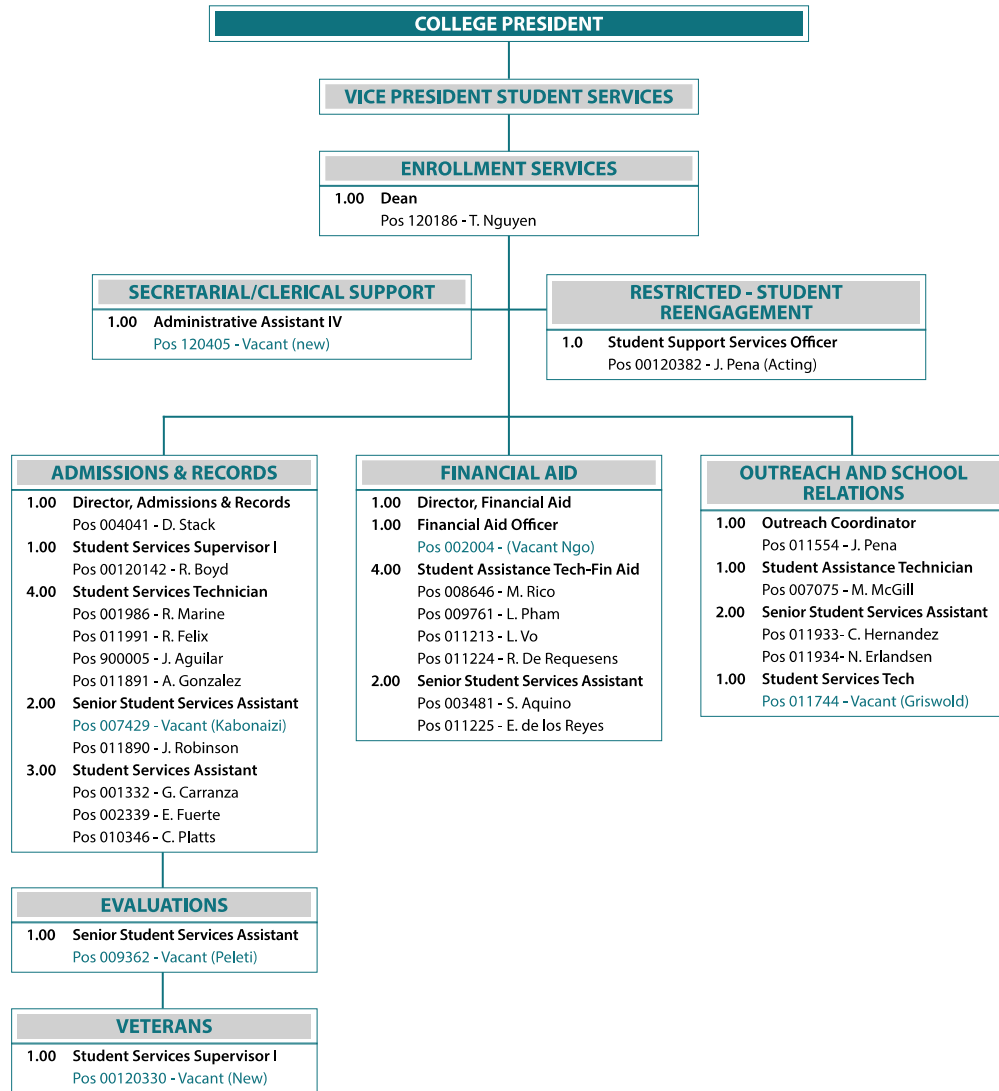 COLLEGE PRESIDENT
VICE PRESIDENT STUDENT SERVICES
ENROLLMENT SERVICES
1.00 Dean
Pos 120186 - T. Nguyen
SECRETARIAL/CLERICAL SUPPORT
1.00 Administrative Assistant IV
Pos 120405 - Vacant (new)
RESTRICTED - STUDENT
REENGAGEMENT
1.0 Student Support Services Officer
Pos 00120382 - J. Pena (Acting)
ADMISSIONS & RECORDS
1.00 Director, Admissions & Records
Pos 004041 - D. Stack
1.00 Student Services Supervisor I
Pos 00120142 - R. Boyd
4.00 Student Services Technician
Pos 001986 - R. Marine
Pos 011991 - R. Felix
Pos 900005 - J. Aguilar
Pos 011891 - A. Gonzalez
2.00 Senior Student Services Assistant
Pos 007429 - Vacant (Kabonaizi)
Pos 011890 - J. Robinson
3.00 Student Services Assistant
Pos 001332 - G. Carranza
Pos 002339 - E. Fuerte
Pos 010346 - C. Platts
EVALUATIONS
1.00 Senior Student Services Assistant
Pos 009362 - Vacant (Peleti)
VETERANS
1.00 Student Services Supervisor I
Pos 00120330 - Vacant (New)
FINANCIAL AID
1.00 Director, Financial Aid
1.00 Financial Aid Officer
Pos 002004 - (Vacant Ngo)
4.00 Student Assistance Tech-Fin Aid
Pos 008646 - M. Rico
Pos 009761 - L. Pham
Pos 011213 - L. Vo
Pos 011224 - R. De Requesens
2.00 Senior Student Services Assistant
Pos 003481 - S. Aquino
Pos 011225 - E. de los Reyes
OUTREACH AND SCHOOL
RELATIONS
1.00 Outreach Coordinator
Pos 011554 - J. Pena
1.00 Student Assistance Technician
Pos 007075 - M. McGill
2.00 Senior Student Services Assistant
Pos 011933- C. Hernandez
Pos 011934- N. Erlandsen
1.00 Student Services Tech
Pos 011744 - Vacant (Griswold)